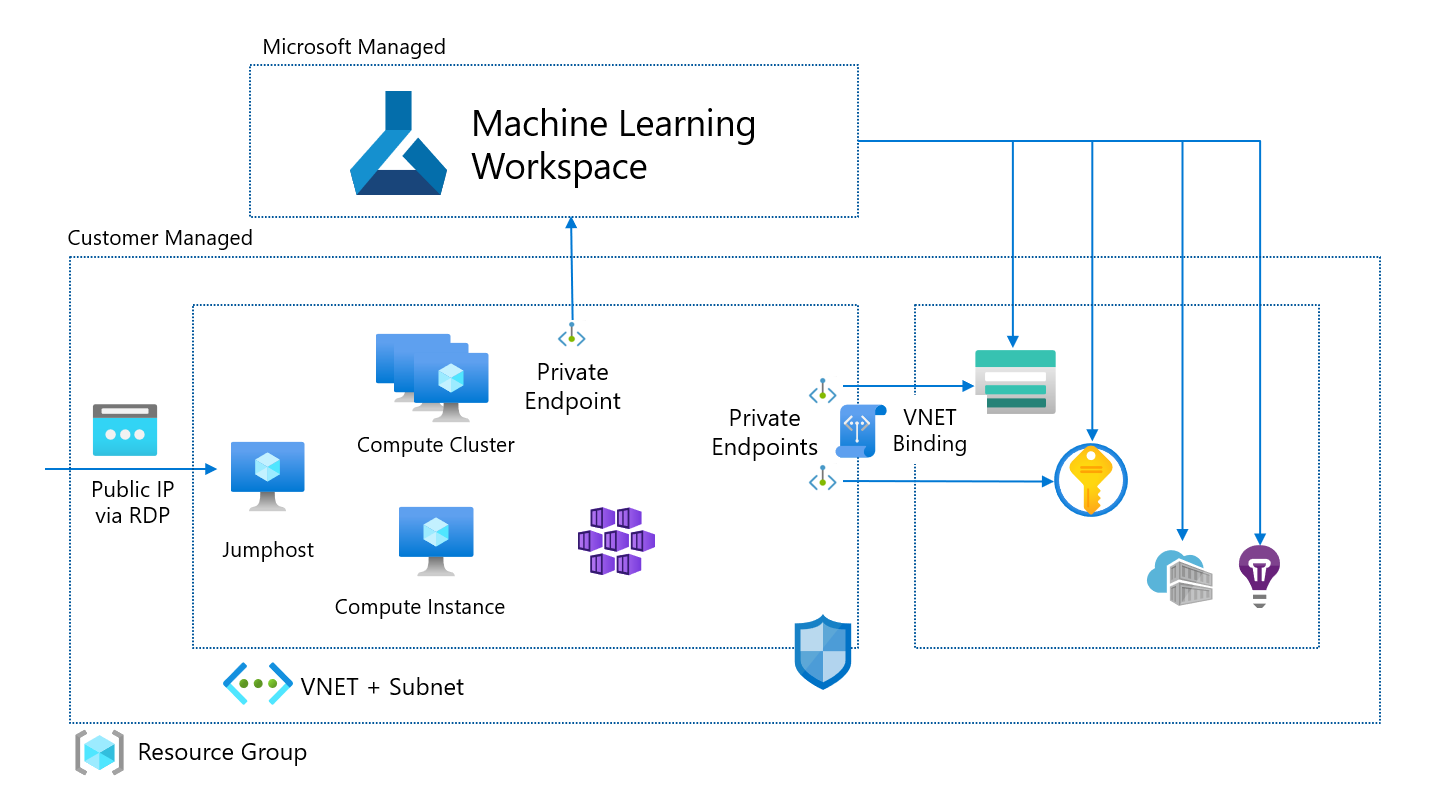 Microsoft Managed
Machine Learning
Workspace
Customer Managed
Private
Endpoint
Compute Cluster
Private
Endpoints
VNET
Binding
Public IP
via RDP
Jumphost
Compute Instance
VNET + Subnet
Resource Group